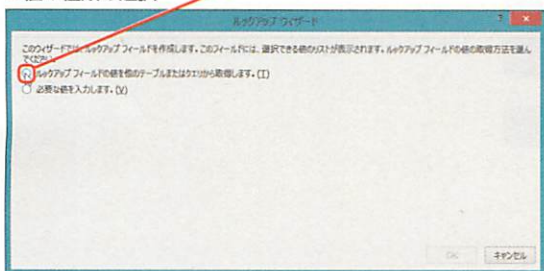 ルックアップ ウィザード
このウィザードでは、ルックアップ フィールドを作成します。このフィールドには、選択できる値のリストが表示されます。ルックアップ フィールドの値の取得方法を選ん
でください。
ルックアップ フィールドの値を他のテーブルまたはクエリから取得します。(I)
必要な値を入力します。(V)
OK キャンセル